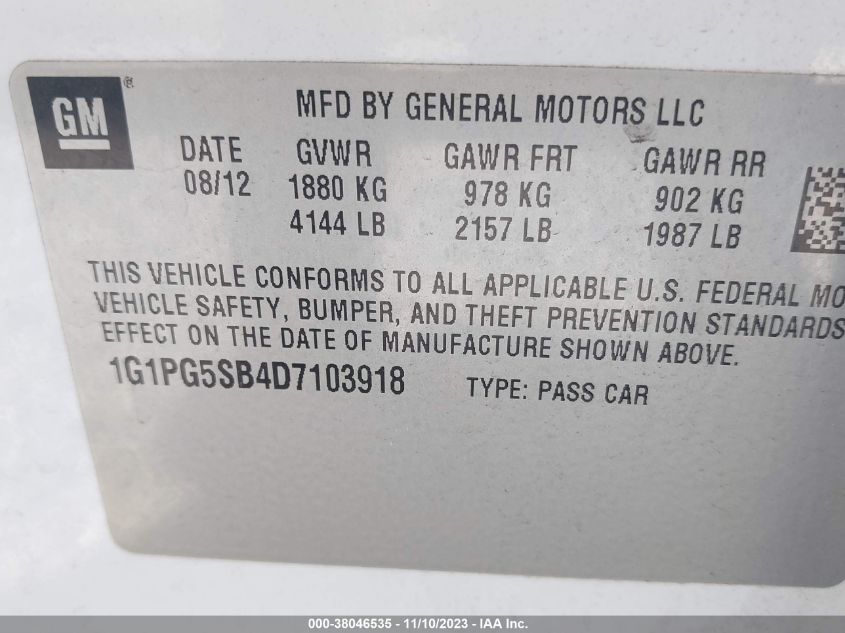 GM ®
MFD BY GENERAL MOTORS LLC
DATE GVWR GAWR FRT GAWR RR
08/12 1880 KG 978 KG 902 KG
4144 LB 2157 LB 1987 LB
THIS VEHICLE CONFORMS TO ALL APPLICABLE U.S. FEDERAL MO
VEHICLE SAFETY, BUMPER, AND THEFT PREVENTION STANDARDS
EFFECT ON THE DATE OF MANUFACTURE SHOWN ABOVE.
1G1PG5SB4D7103918 TYPE: PASS CAR
000-38046535 - 11/10/2023 - IAA Inc.